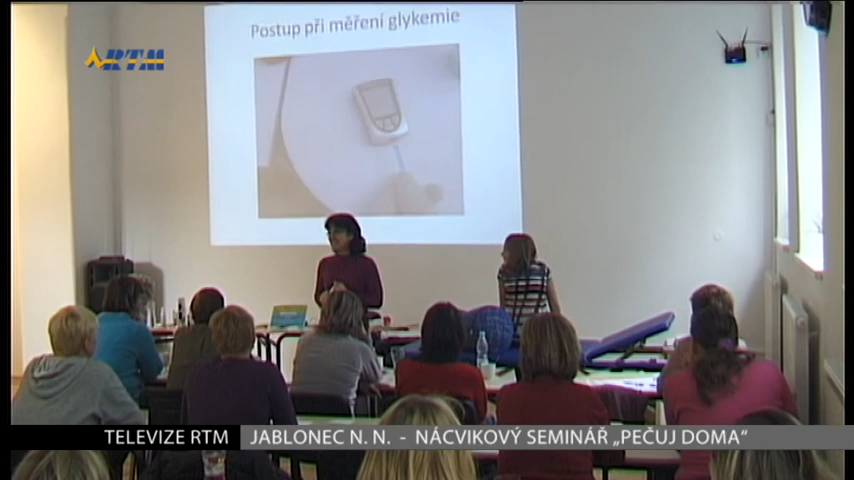 Postup při měření glykemie
RTM
TELEVIZE RTM JABLONEC N. N. - NÁCVIKOVÝ SEMINÁŘ „PEČUJ DOMA“